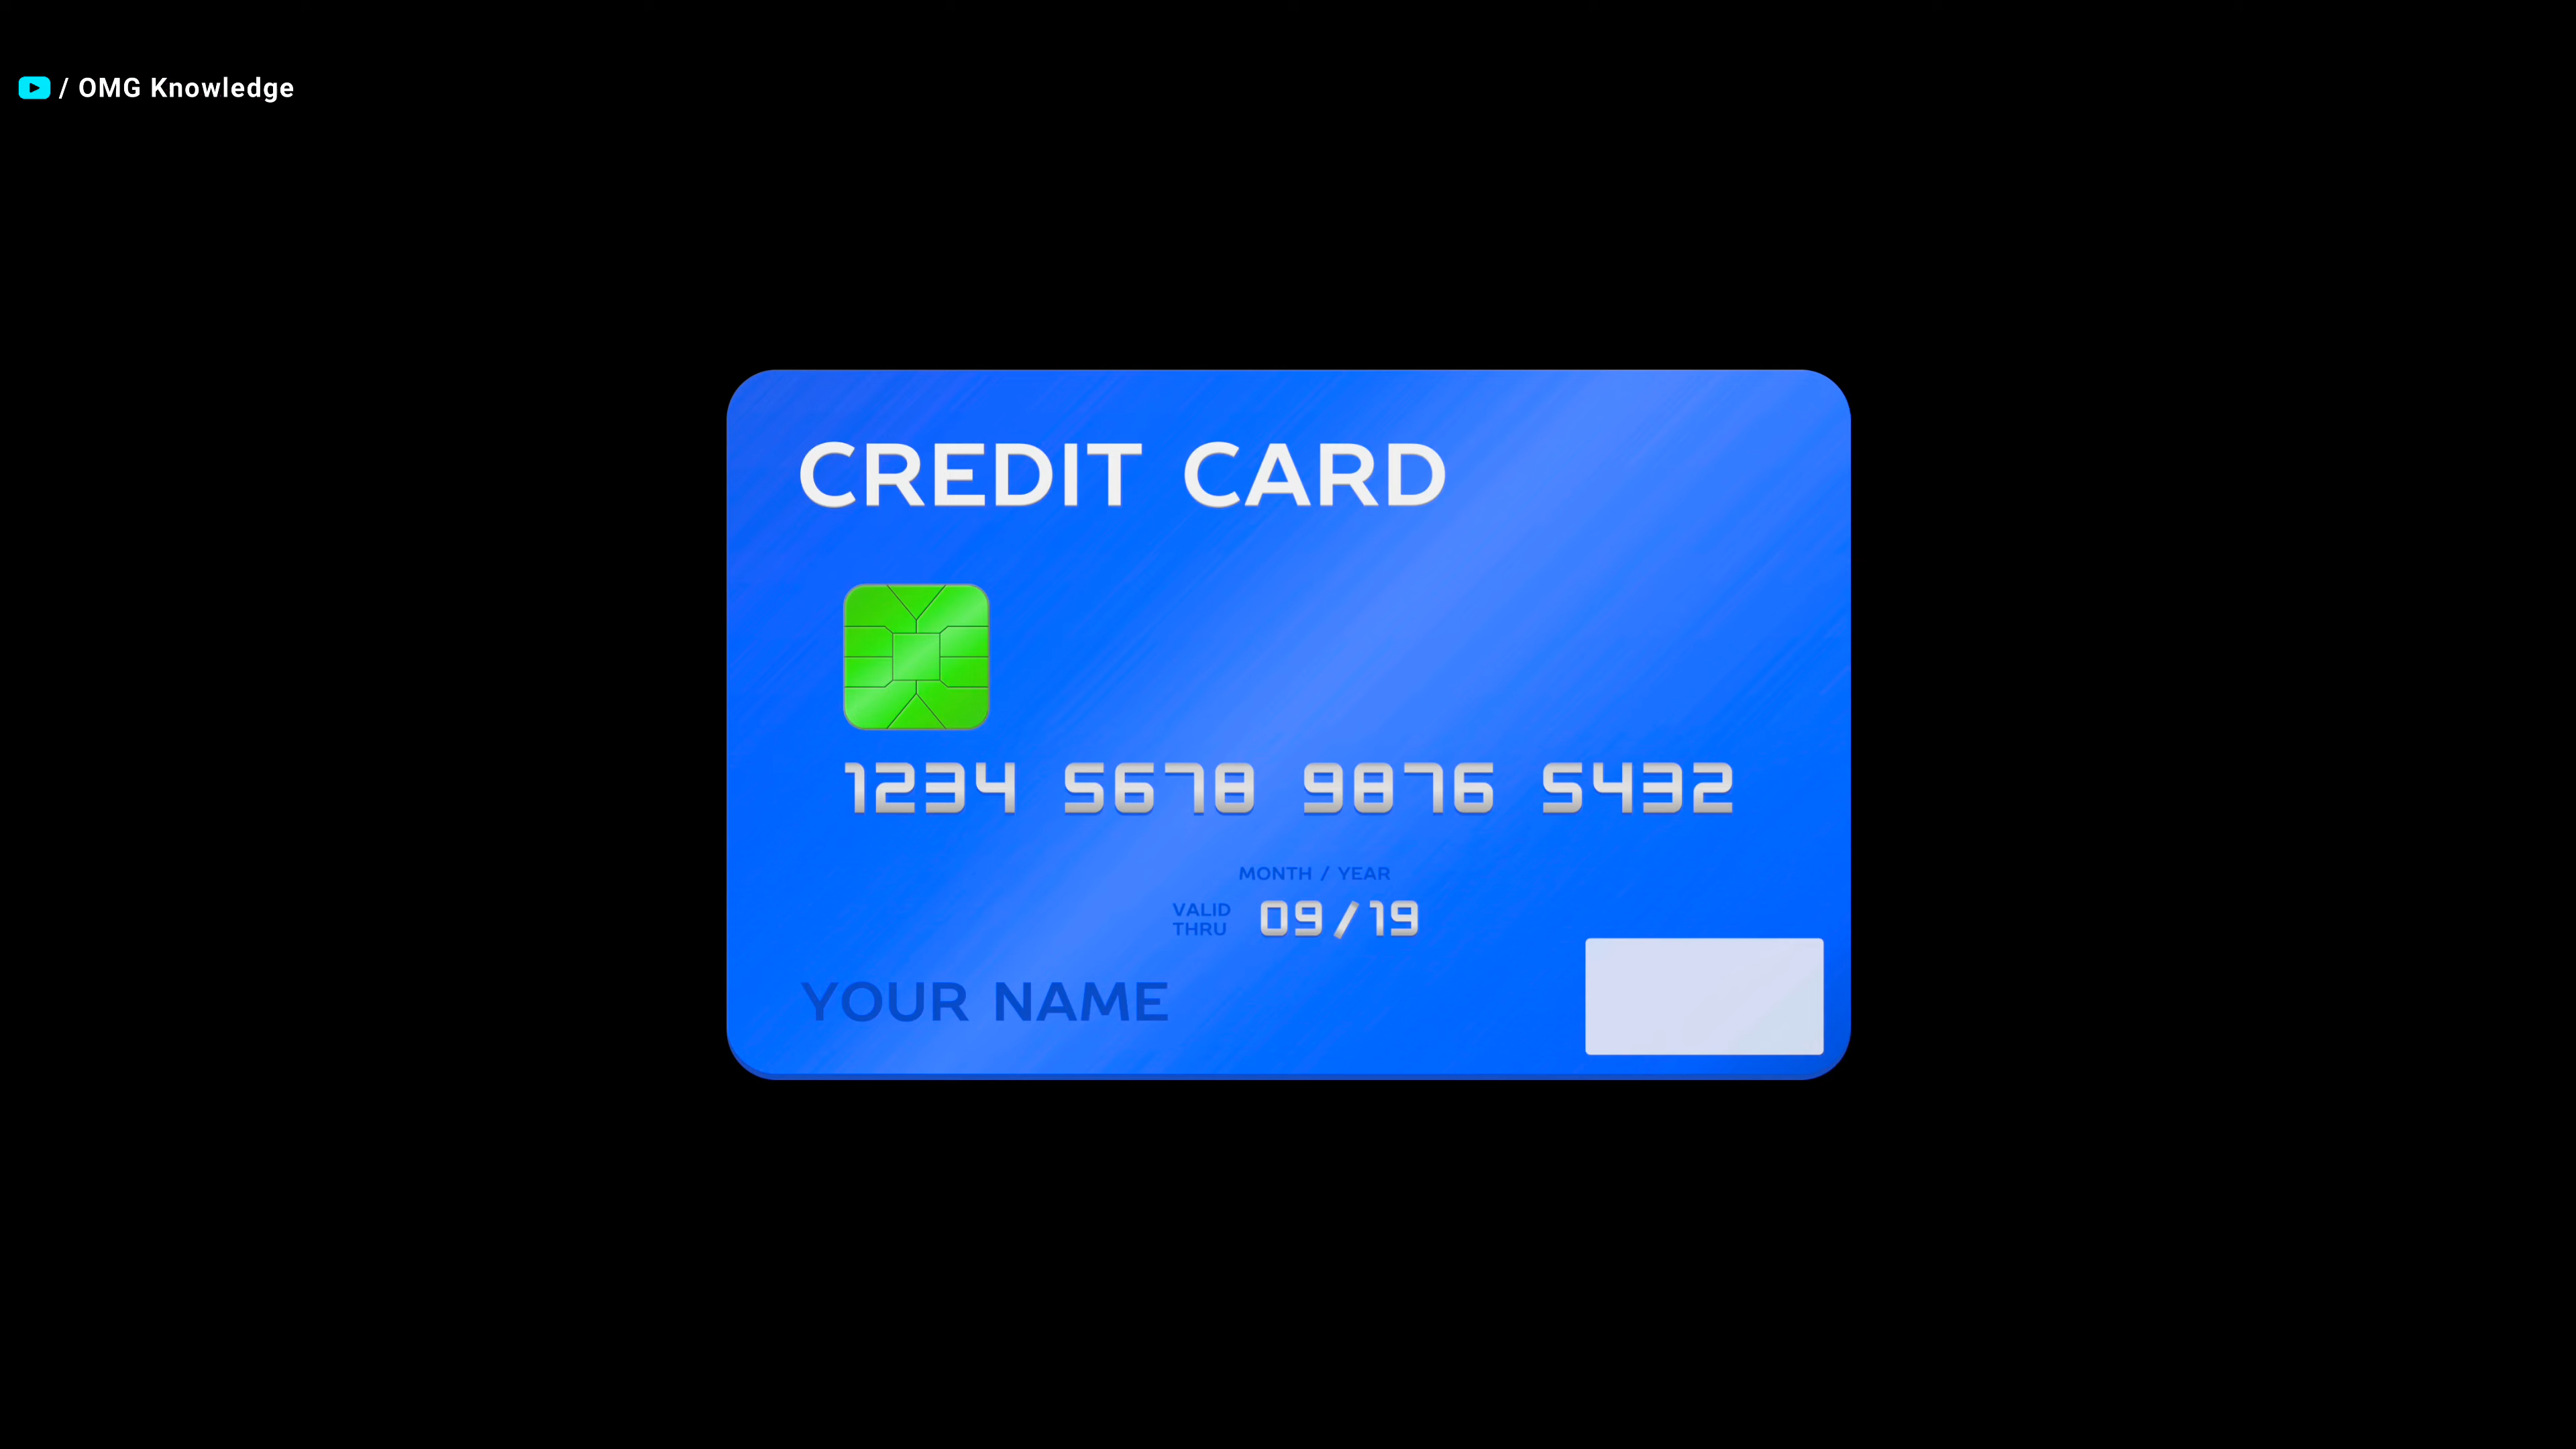 / OMG Knowledge
CREDIT CARD
1234 5678 9876 5432
MONTH / YEAR
VALID
THRU
09/19
YOUR NAME